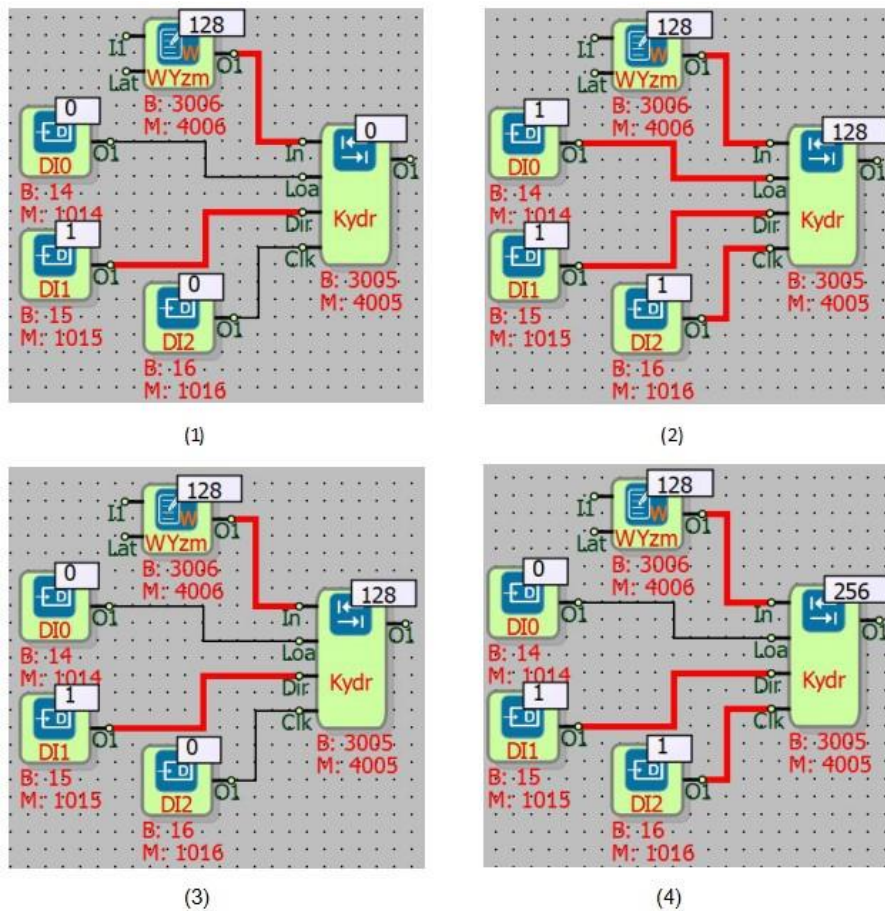 128
I1
O1
Lat
WYzm
B: 3006
M: 4006
0
DI0
O1
B: 14
M: 1014
1
DI1
O1
B: 15
M: 1015
0
DI2
O1
B: 16
M: 1016
0
In
Loa
Dir
Clk
O1
Kydr
B: 3005
M: 4005
(1)
128
I1
O1
Lat
WYzm
B: 3006
M: 4006
1
DI0
O1
B: 14
M: 1014
1
DI1
O1
B: 15
M: 1015
1
DI2
O1
B: 16
M: 1016
128
In
Loa
Dir
Clk
O1
Kydr
B: 3005
M: 4005
(2)
128
I1
O1
Lat
WYzm
B: 3006
M: 4006
0
DI0
O1
B: 14
M: 1014
1
DI1
O1
B: 15
M: 1015
0
DI2
O1
B: 16
M: 1016
128
In
Loa
Dir
Clk
O1
Kydr
B: 3005
M: 4005
(3)
128
I1
O1
Lat
WYzm
B: 3006
M: 4006
0
DI0
O1
B: 14
M: 1014
1
DI1
O1
B: 15
M: 1015
1
DI2
O1
B: 16
M: 1016
256
In
Loa
Dir
Clk
O1
Kydr
B: 3005
M: 4005
(4)